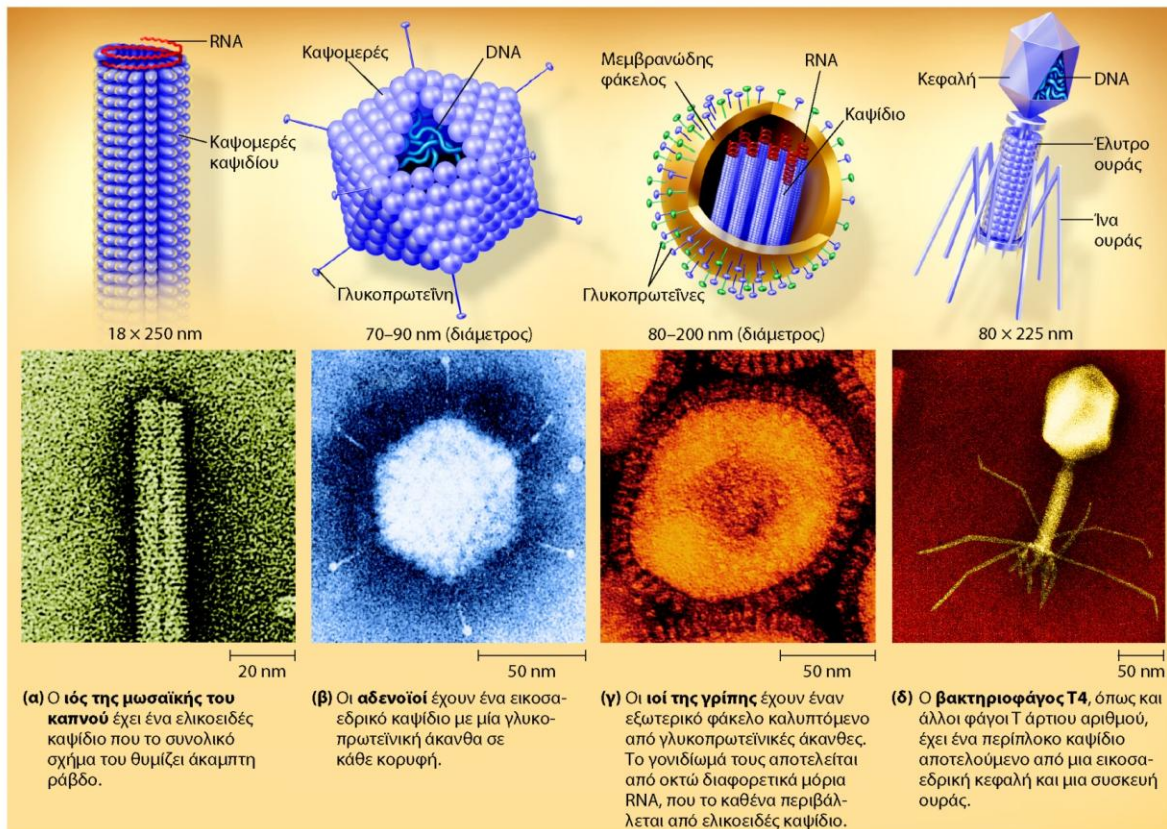 RNA
Καψομερές
καψιδίου
18 × 250 nm
Καψομερές
DNA
Γλυκοπρωτεΐνη
70–90 nm (διάμετρος)
Μεμβρανώδης
φάκελος
RNA
Καψίδιο
Γλυκοπρωτεΐνες
80–200 nm (διάμετρος)
Κεφαλή
DNA
Έλυτρο
ουράς
Ίνα
ουράς
80 × 225 nm
20 nm
50 nm
50 nm
50 nm
(α) Ο ιός της μωσαϊκής του
καπνού έχει ένα ελικοειδές
καψίδιο που το συνολικό
σχήμα του θυμίζει άκαμπτη
ράβδο.
(β) Οι αδενοϊοί έχουν ένα εικοσα-
εδρικό καψίδιο με μία γλυκο-
πρωτεϊνική άκανθα σε
κάθε κορυφή.
(γ) Οι ιοί της γρίπης έχουν έναν
εξωτερικό φάκελο καλυπτόμενο
από γλυκοπρωτεϊνικές άκανθες.
Το γονιδίωμά τους αποτελείται
από οκτώ διαφορετικά μόρια
RNA, που το καθένα περιβάλ-
λεται από ελικοειδές καψίδιο.
(δ) Ο βακτηριοφάγος T4, όπως και
άλλοι φάγοι T άρτιου αριθμού,
έχει ένα περίπλοκο καψίδιο
αποτελούμενο από μια εικοσα-
εδρική κεφαλή και μια συσκευή
ουράς.